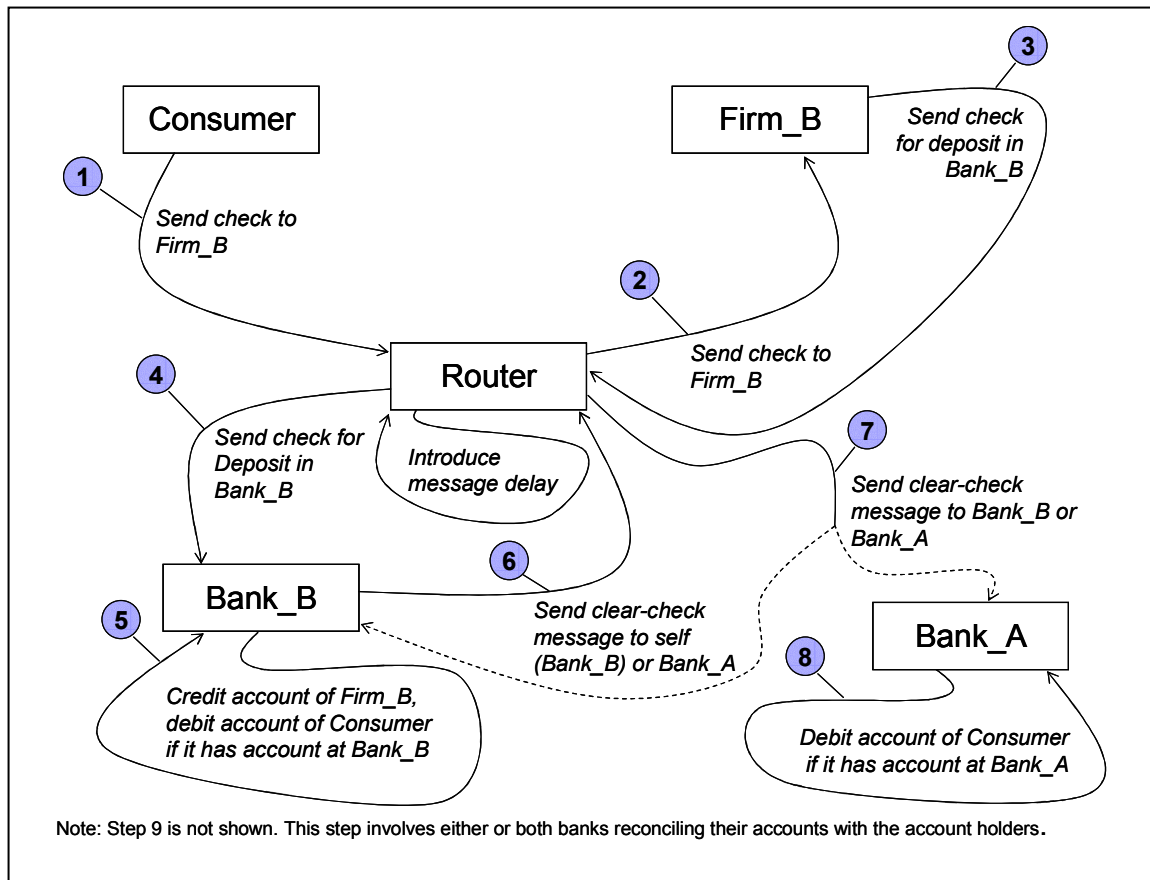 3
Consumer
Firm_B
Send check
for deposit in
Bank_B
1
Send check to
Firm_B
2
Send check to
Firm_B
Router
4
Send check for
Deposit in
Bank_B
Introduce
message delay
7
Send clear-check
message to Bank_B or
Bank_A
6
Bank_B
Send clear-check
message to self
(Bank_B) or Bank_A
Bank_A
5
8
Credit account of Firm_B,
debit account of Consumer
if it has account at Bank_B
Debit account of Consumer
if it has account at Bank_A
Note: Step 9 is not shown. This step involves either or both banks reconciling their accounts with the account holders.